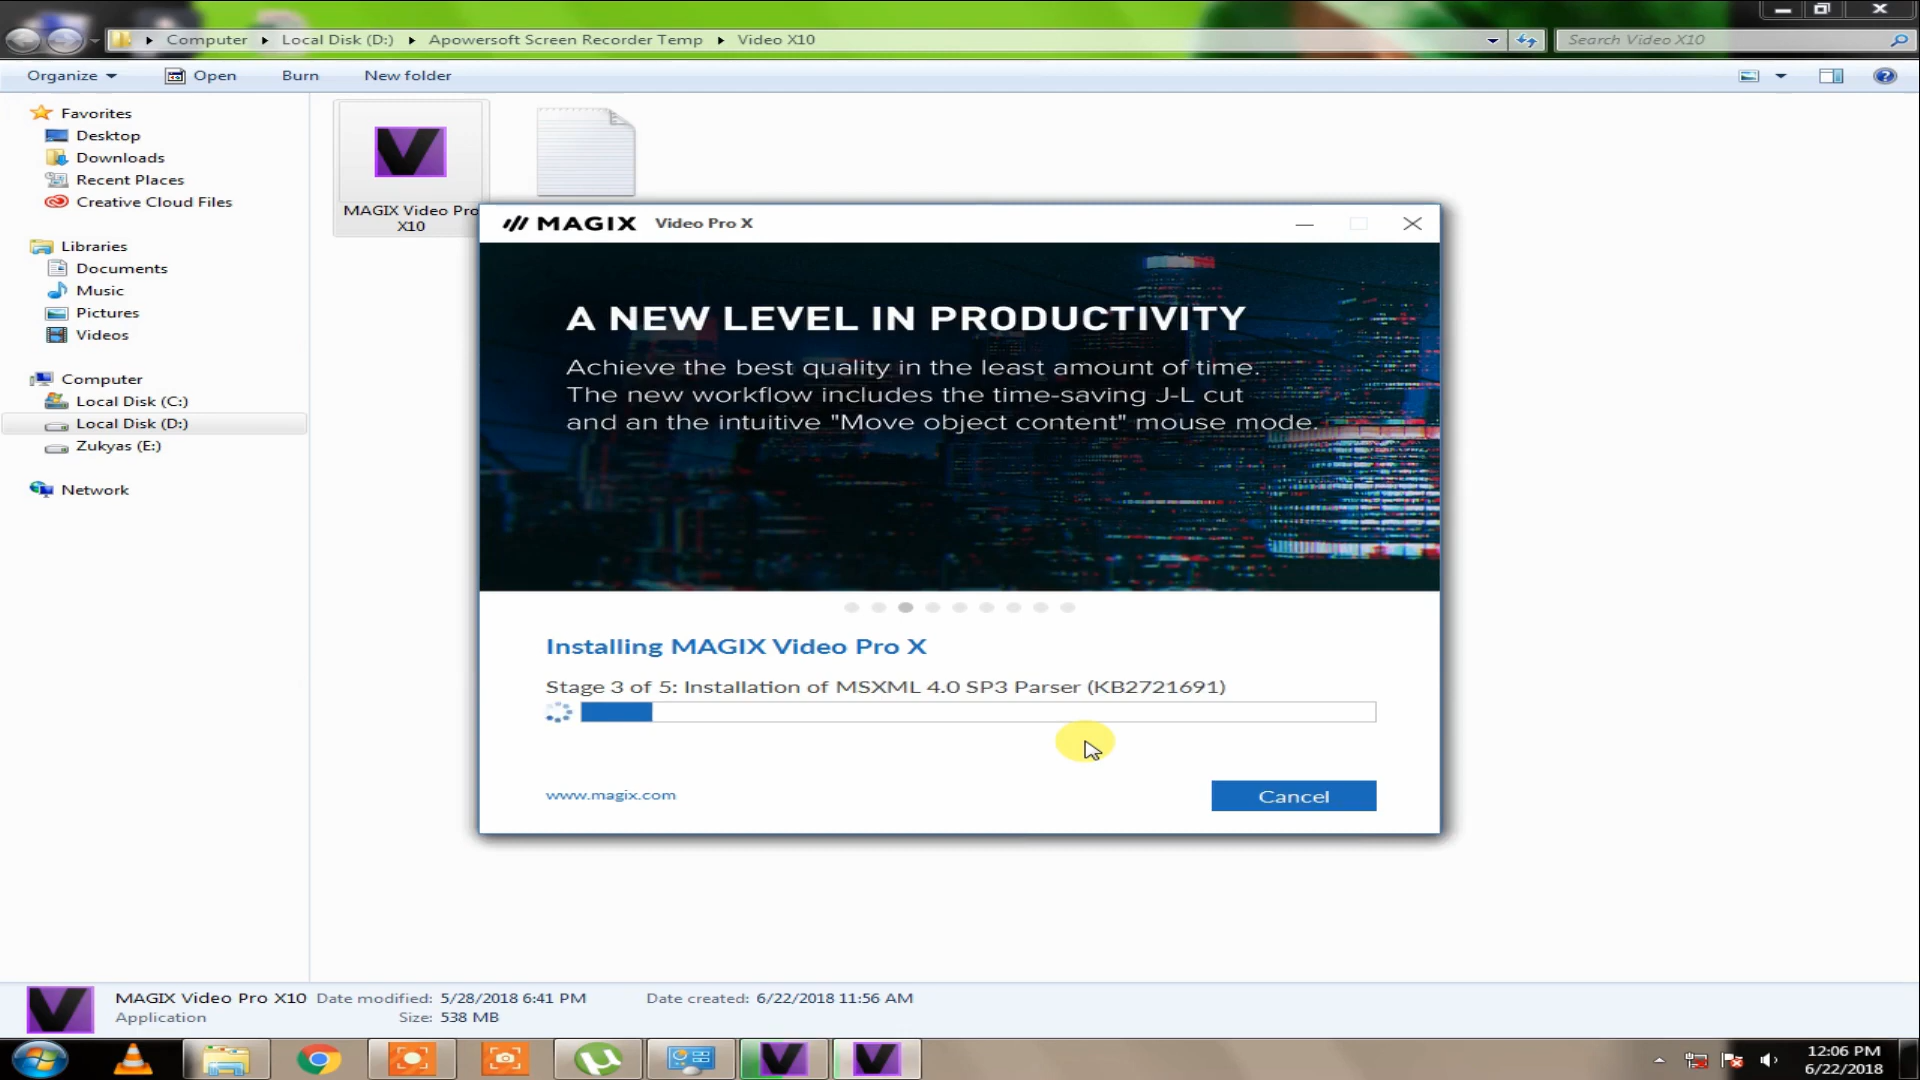 Computer Local Disk (D:) Apowersoft Screen Recorder Temp Video X10
Search Video X10
Organize Open Burn New folder
Favorites
Desktop
Downloads
Recent Places
Creative Cloud Files
Libraries
Documents
Music
Pictures
Videos
Computer
Local Disk (C:)
Local Disk (D:)
Zukyas (E:)
Network
MAGIX Video Pro
X10
MAGIX Video Pro X
A NEW LEVEL IN PRODUCTIVITY
Achieve the best quality in the least amount of time.
The new workflow includes the time-saving J-L cut
and an the intuitive "Move object content" mouse mode.
Installing MAGIX Video Pro X
Stage 3 of 5: Installation of MSXML 4.0 SP3 Parser (KB2721691)
www.magix.com
Cancel
MAGIX Video Pro X10 Date modified: 5/28/2018 6:41 PM Date created: 6/22/2018 11:56 AM
Application Size: 538 MB
12:06 PM
6/22/2018